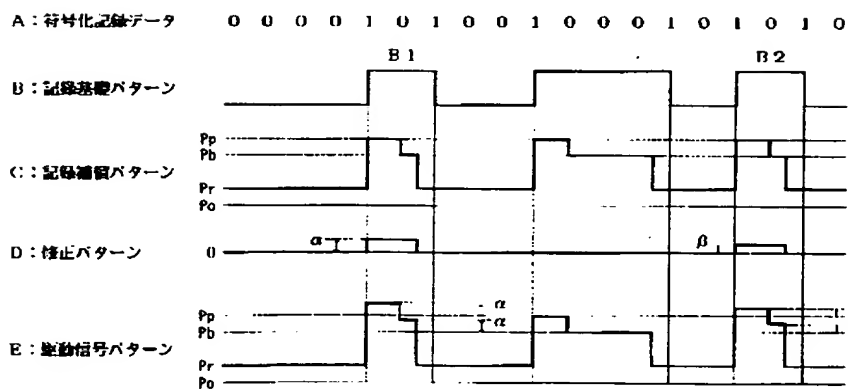 A：符号化記録データ 0 0 0 0 1 0 1 0 0 1 0 0 0 1 0 1 0 1 0
B1 B2
B：記録基礎パターン
Pp
Pb
C：記録補償パターン
Pr
Po
α β
D：修正パターン 0
α
Pp α
Pb
E：駆動信号パターン
Pr
Po